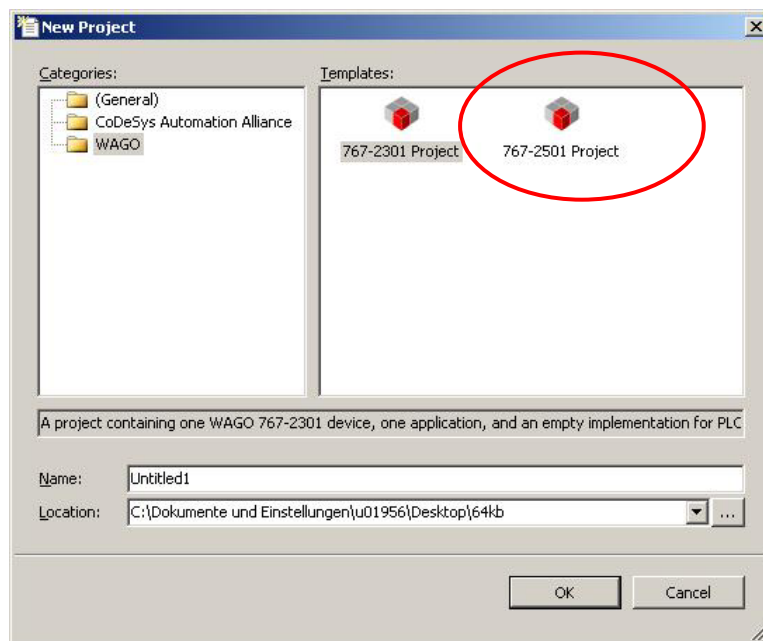 New Project
Categories:
Templates:
(General)
CoDeSys Automation Alliance
WAGO
767-2301 Project
767-2501 Project
A project containing one WAGO 767-2301 device, one application, and an empty implementation for PLC
Name:
Untitled1
Location:
C:\Dokumente und Einstellungen\u01956\Desktop\64kb
...
OK
Cancel